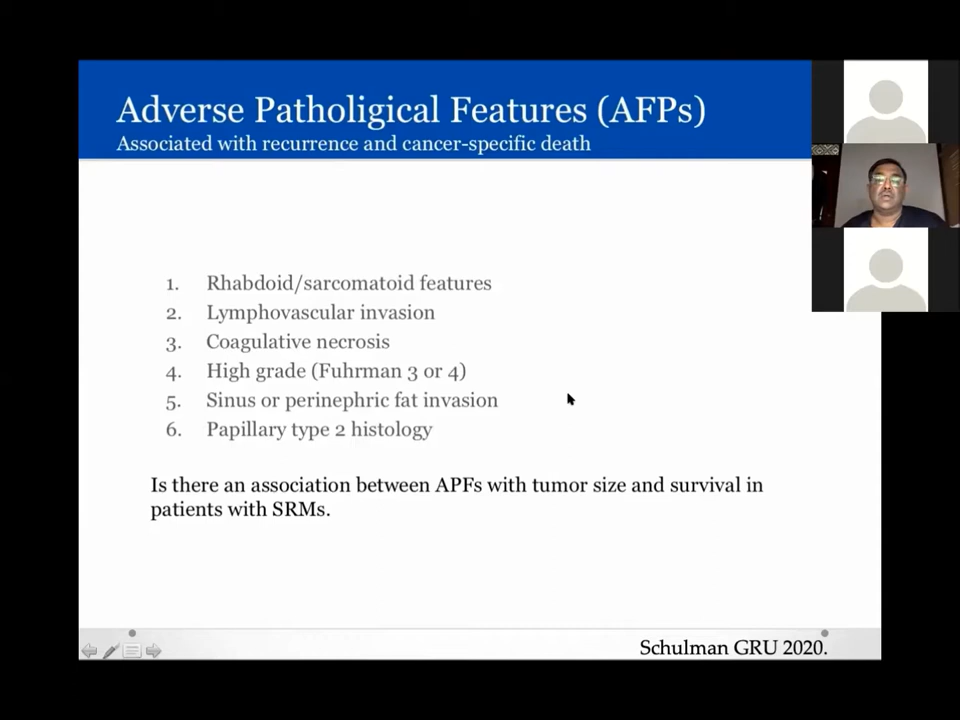 Adverse Patholigical Features (AFPs)
Associated with recurrence and cancer-specific death
1. Rhabdoid/sarcomatoid features
2. Lymphovascular invasion
3. Coagulative necrosis
4. High grade (Fuhrman 3 or 4)
5. Sinus or perinephric fat invasion
6. Papillary type 2 histology
Is there an association between APFs with tumor size and survival in
patients with SRMs.
Schulman GRU 2020.